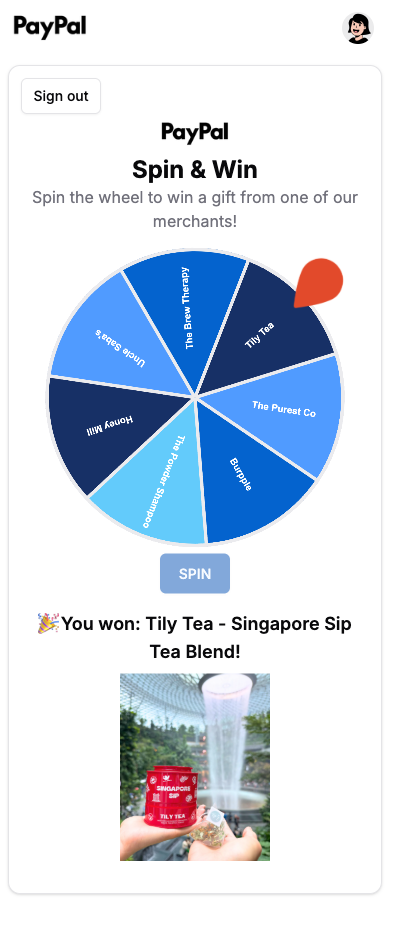 PayPal
Sign out
PayPal
Spin & Win
Spin the wheel to win a gift from one of our
merchants!
The Brew Therapy
Tily Tea
The Purest Co
Burpple
The Powder Shampoo
Honey Mill
Uncle Saba's
SPIN
🎉You won: Tily Tea - Singapore Sip
Tea Blend!
SINGAPORE
SIP
TILY TEA